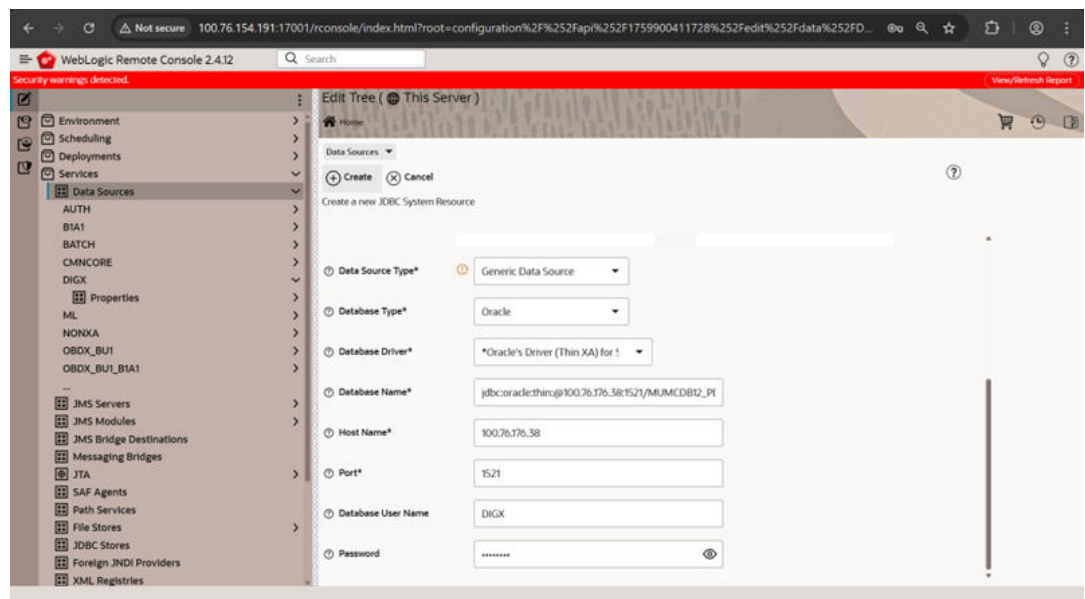 Not secure 100.76.154.191:17001/rconsole/index.html?root=configuration%2F%252Fapi%252F1759900411728%252Fedit%252Fdata%252FD...
WebLogic Remote Console 2.4.12
Search
Security warnings detected.
View/Refresh Report
Edit Tree ( This Server )
Home
Environment
Scheduling
Deployments
Services
Data Sources
AUTH
B1A1
BATCH
CMNCORE
DIGX
Properties
ML
NONXA
OBDX_BU1
OBDX_BU1_B1A1
...
JMS Servers
JMS Modules
JMS Bridge Destinations
Messaging Bridges
JTA
SAF Agents
Path Services
File Stores
JDBC Stores
Foreign JNDI Providers
XML Registries
Data Sources
Create Cancel
Create a new JDBC System Resource
Data Source Type* Generic Data Source
Database Type* Oracle
Database Driver* *Oracle's Driver (Thin XA) for
Database Name* jdbc:oracle:thin:@100.76.176.38:1521/MUMCDB12_PI
Host Name* 100.76.176.38
Port* 1521
Database User Name DIGX
Password ••••••••